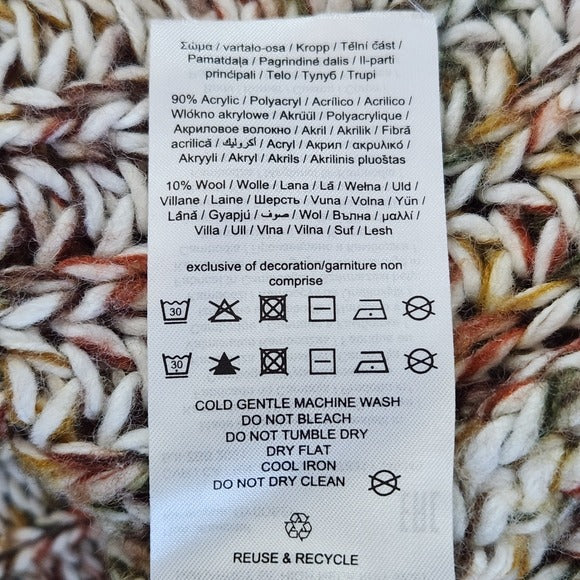 Σώμα / vartalo-osa / Kropp / Tělní část /
Pamatdaļa / Pagrindinė dalis / Il-parti
prinċipali / Telo / Тулуб / Trupi
90% Acrylic / Polyacryl / Acrílico / Acrilico /
Włókno akrylowe / Akrüül / Polyacrylique /
Акриловое волокно / Akril / Akrilik / Fibră
acrilică / أكروليك / Acryl / Акрил / ακρυλικό /
Akryyli / Akryl / Akrils / Akrilinis pluoštas
10% Wool / Wolle / Lana / Lã / Wełna / Uld /
Villane / Laine / Шерсть / Vuna / Volna / Yün /
Lână / Gyapjú / صوف / Wol / Вълна / μαλλί /
Villa / Ull / Vlna / Vilna / Suf / Lesh
exclusive of decoration/garniture non
comprise
30
30
COLD GENTLE MACHINE WASH
DO NOT BLEACH
DO NOT TUMBLE DRY
DRY FLAT
COOL IRON
DO NOT DRY CLEAN
REUSE & RECYCLE